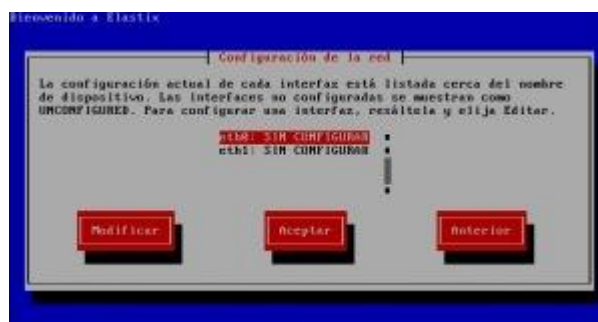 Bienvenido a Elastix
Configuración de la red
La configuración actual de cada interfaz está listada cerca del nombre
de dispositivo. Las interfaces no configuradas se muestran como
UNCONFIGURED. Para configurar una interfaz, resáltela y elija Editar.
eth0: SIN CONFIGURAR
eth1: SIN CONFIGURAR
Modificar Aceptar Anterior